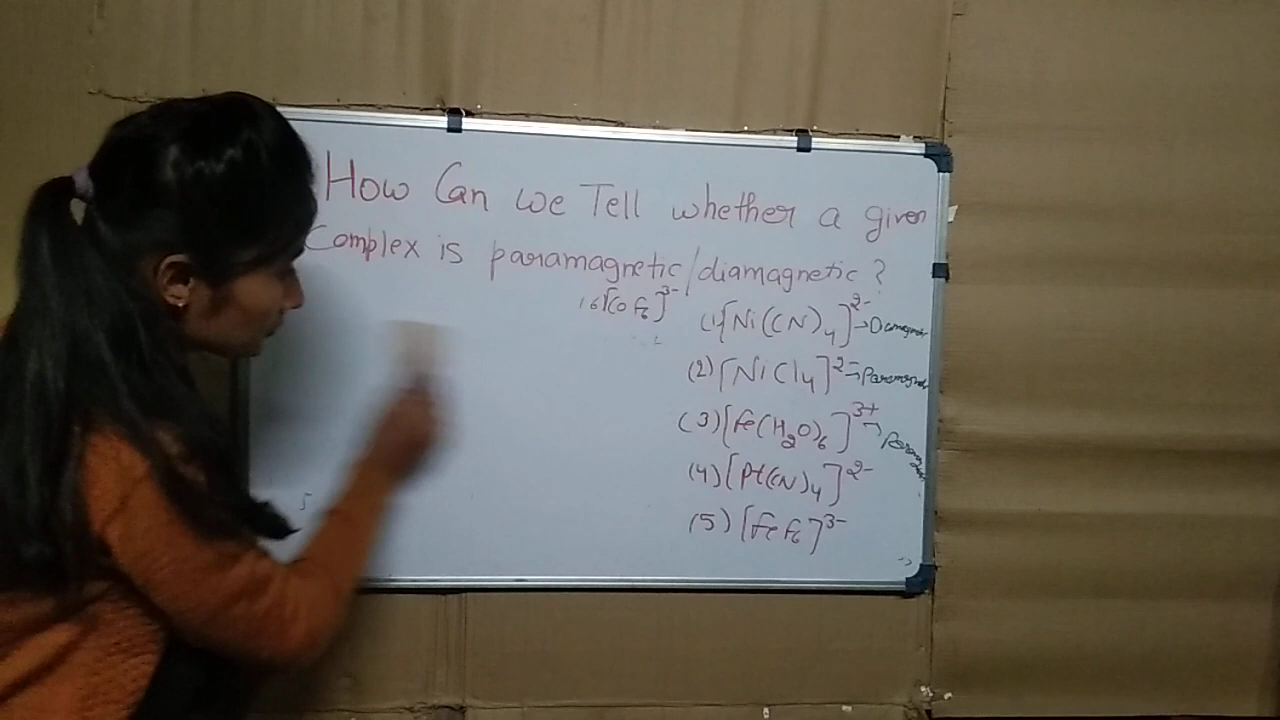 How Can we Tell whether a given
Complex is paramagnetic/diamagnetic?
(6)[CoF6]3-
(1)[Ni(CN)4]2- →Diamagnetic
(2)[NiCl4]2- →Paramagnetic
(3)[Fe(H2O)6]3+ →
(4)[Pt(CN)4]2-
(5)[FeF6]3-